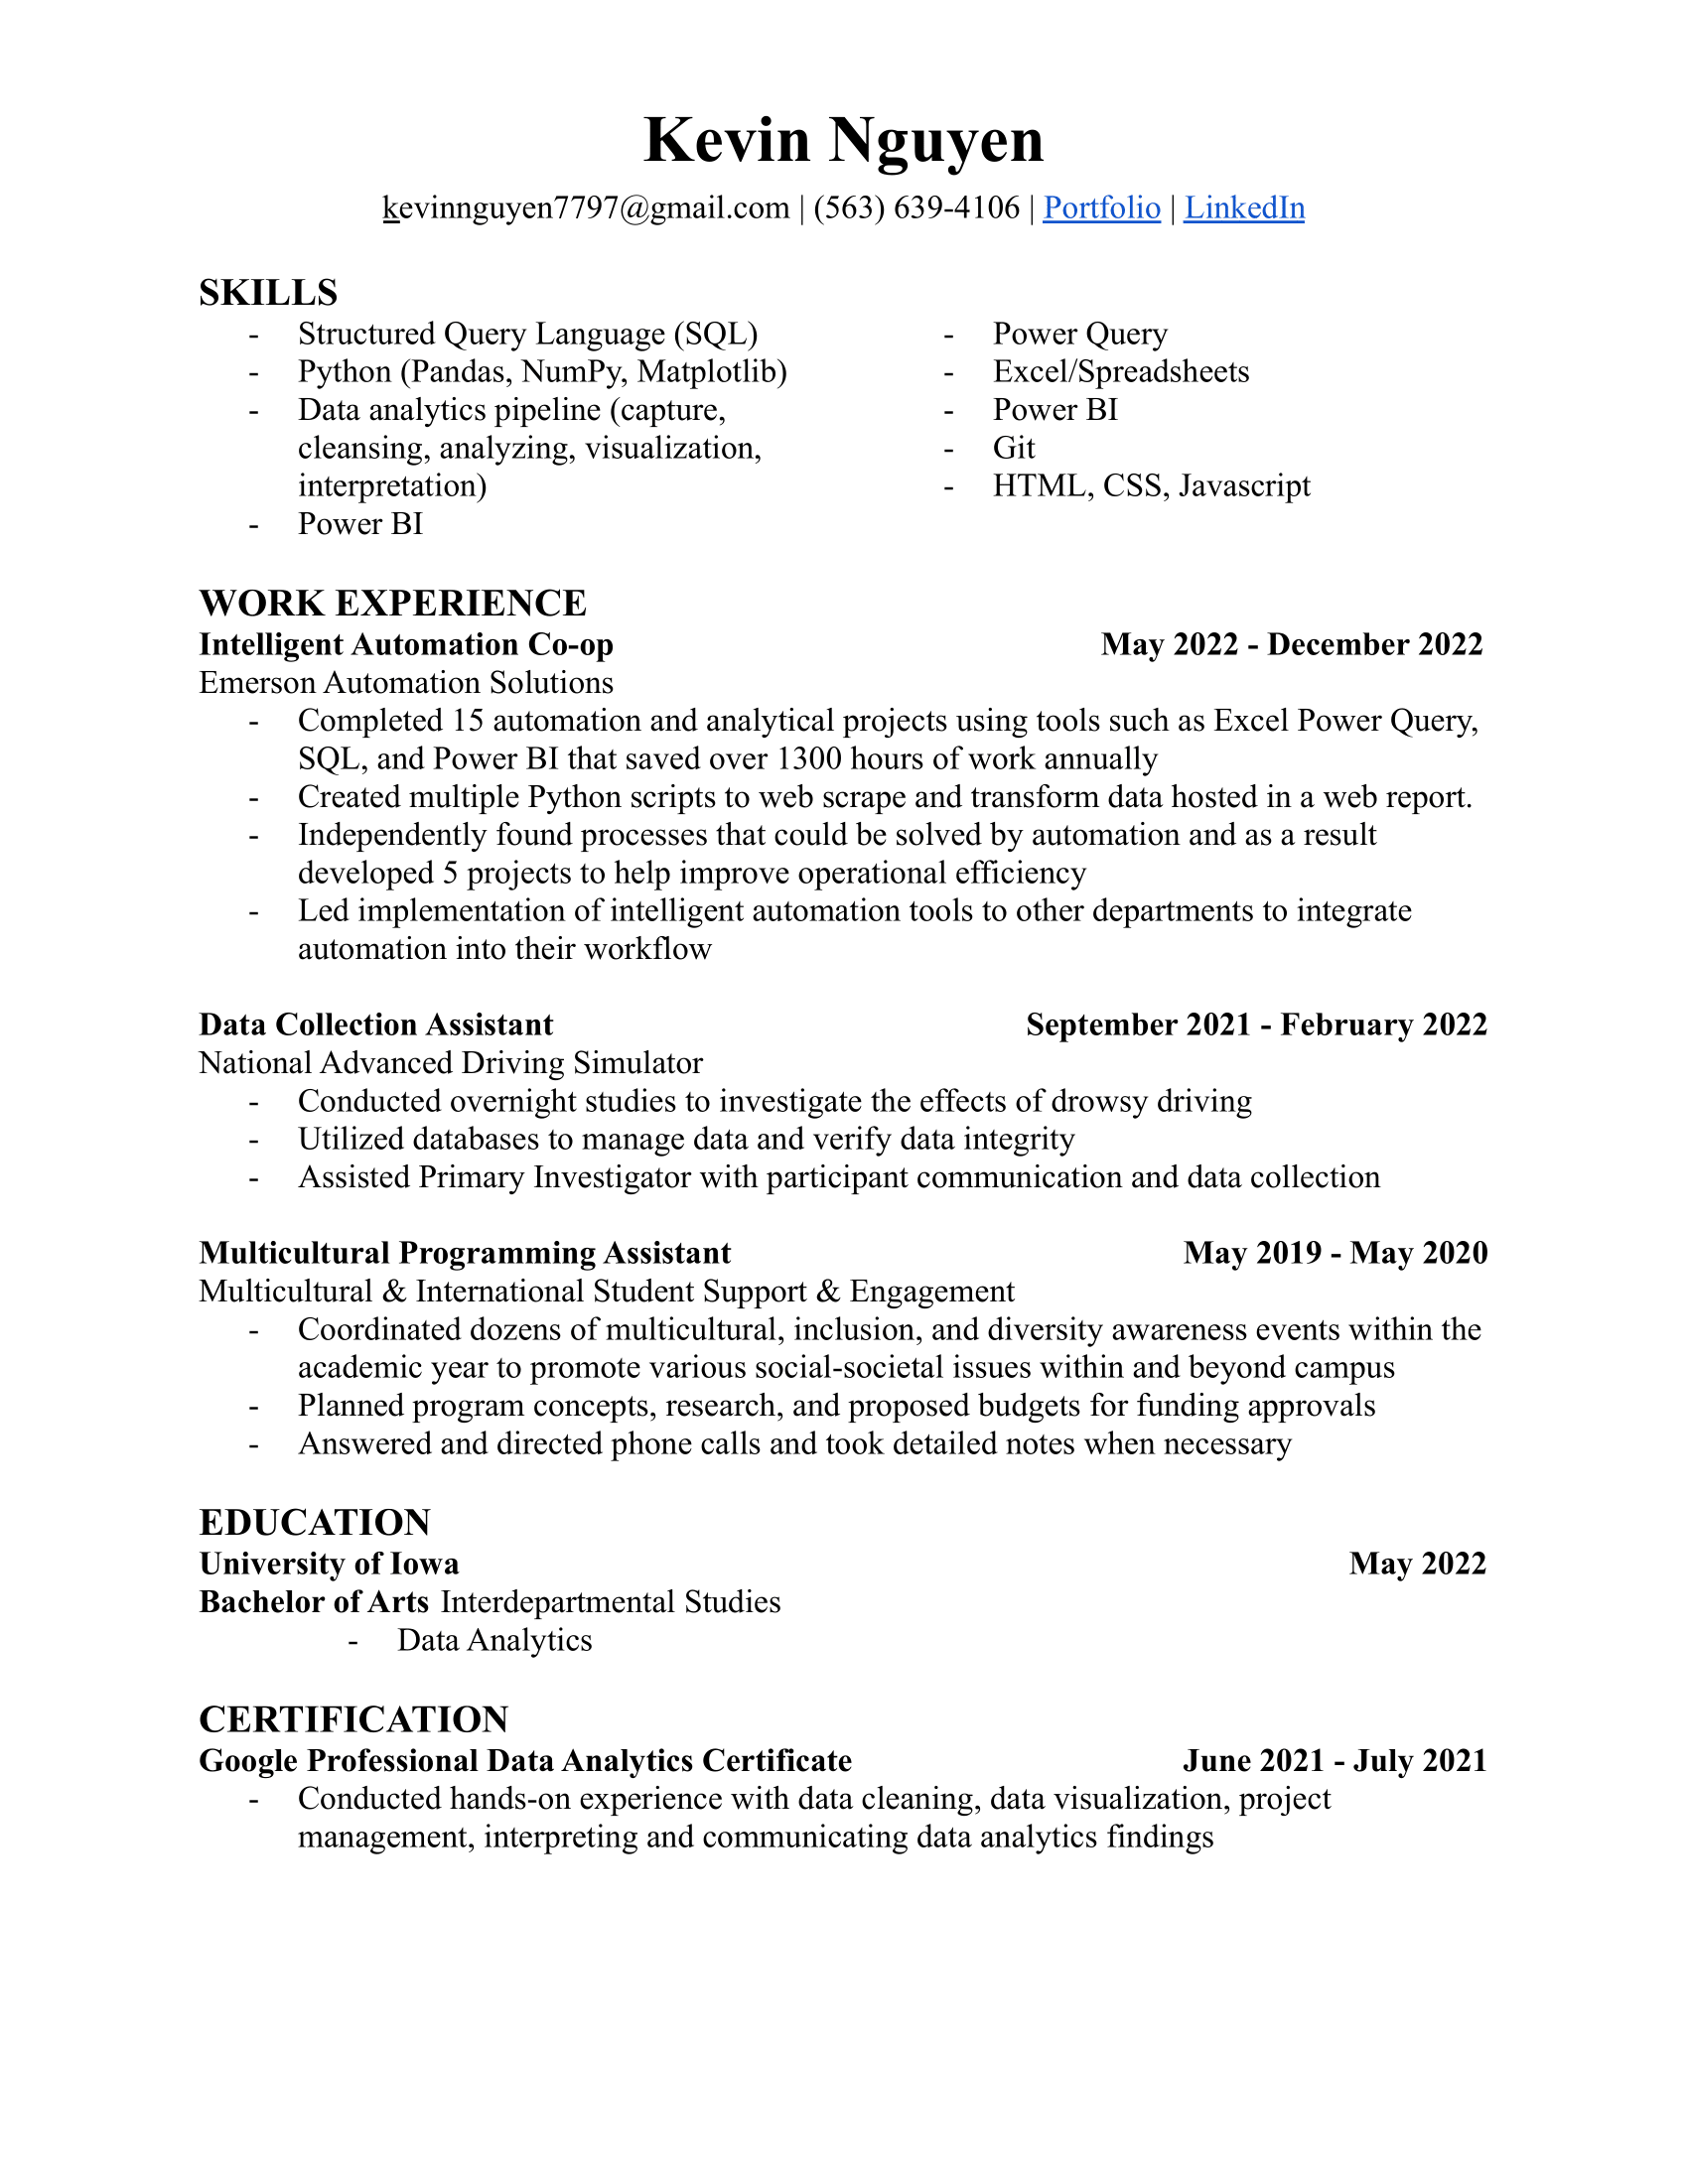 Kevin Nguyen
kevinnguyen7797@gmail.com | (563) 639-4106 | Portfolio | LinkedIn
SKILLS
- Structured Query Language (SQL)
- Python (Pandas, NumPy, Matplotlib)
- Data analytics pipeline (capture,
cleansing, analyzing, visualization,
interpretation)
- Power BI
- Power Query
- Excel/Spreadsheets
- Power BI
- Git
- HTML, CSS, Javascript
WORK EXPERIENCE
Intelligent Automation Co-op May 2022 - December 2022
Emerson Automation Solutions
- Completed 15 automation and analytical projects using tools such as Excel Power Query,
SQL, and Power BI that saved over 1300 hours of work annually
- Created multiple Python scripts to web scrape and transform data hosted in a web report.
- Independently found processes that could be solved by automation and as a result
developed 5 projects to help improve operational efficiency
- Led implementation of intelligent automation tools to other departments to integrate
automation into their workflow
Data Collection Assistant September 2021 - February 2022
National Advanced Driving Simulator
- Conducted overnight studies to investigate the effects of drowsy driving
- Utilized databases to manage data and verify data integrity
- Assisted Primary Investigator with participant communication and data collection
Multicultural Programming Assistant May 2019 - May 2020
Multicultural & International Student Support & Engagement
- Coordinated dozens of multicultural, inclusion, and diversity awareness events within the
academic year to promote various social-societal issues within and beyond campus
- Planned program concepts, research, and proposed budgets for funding approvals
- Answered and directed phone calls and took detailed notes when necessary
EDUCATION
University of Iowa May 2022
Bachelor of Arts Interdepartmental Studies
- Data Analytics
CERTIFICATION
Google Professional Data Analytics Certificate June 2021 - July 2021
- Conducted hands-on experience with data cleaning, data visualization, project
management, interpreting and communicating data analytics findings